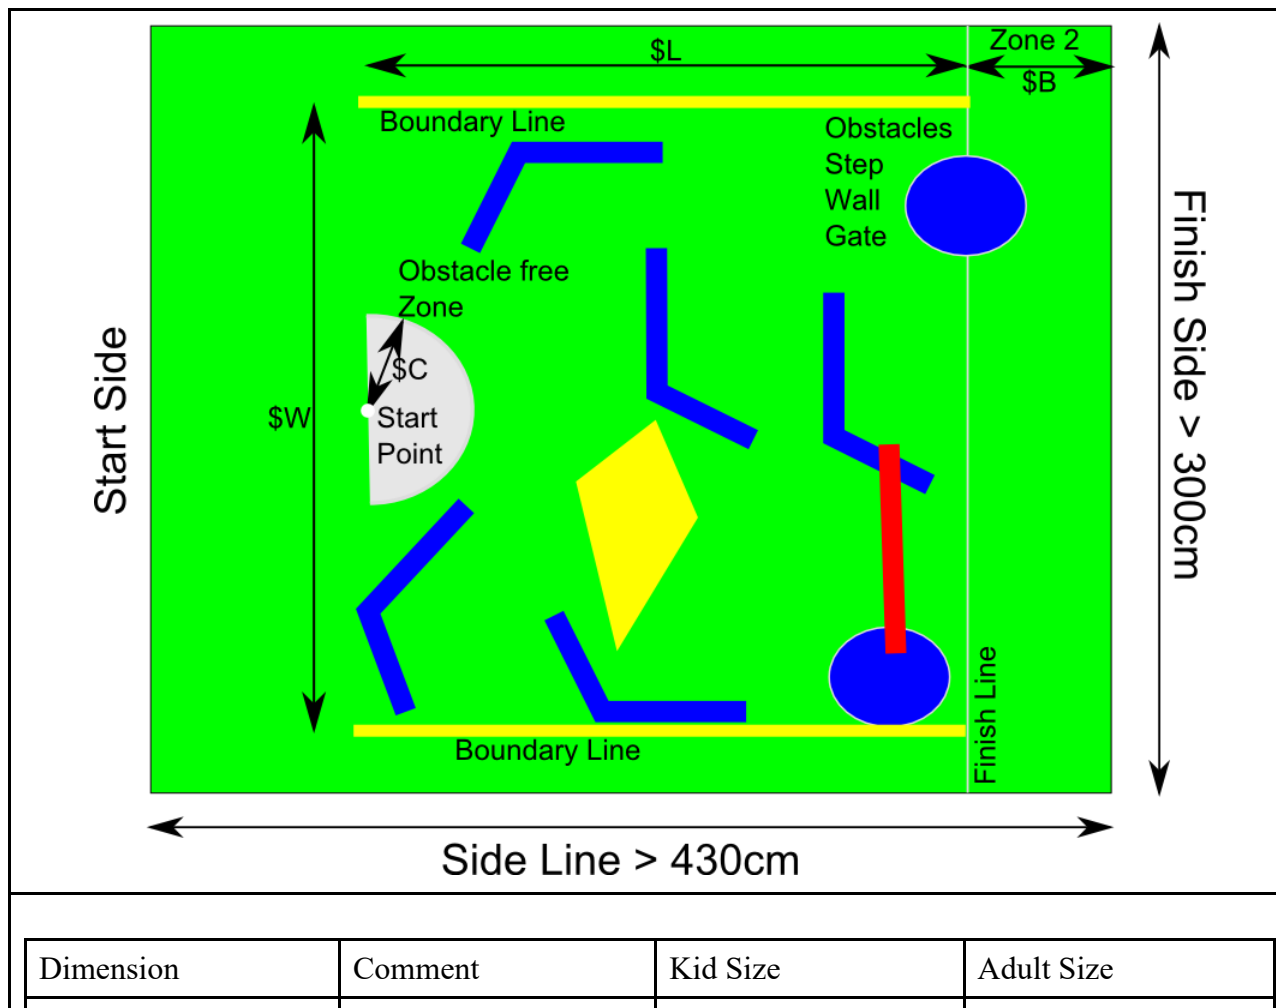 $L
Zone 2
$B
Boundary Line
Obstacles
Step
Wall
Gate
Obstacle free
Zone
$C
$W
Start
Point
Start Side
Finish Side > 300cm
Finish Line
Boundary Line
Side Line > 430cm
Dimension Comment Kid Size Adult Size